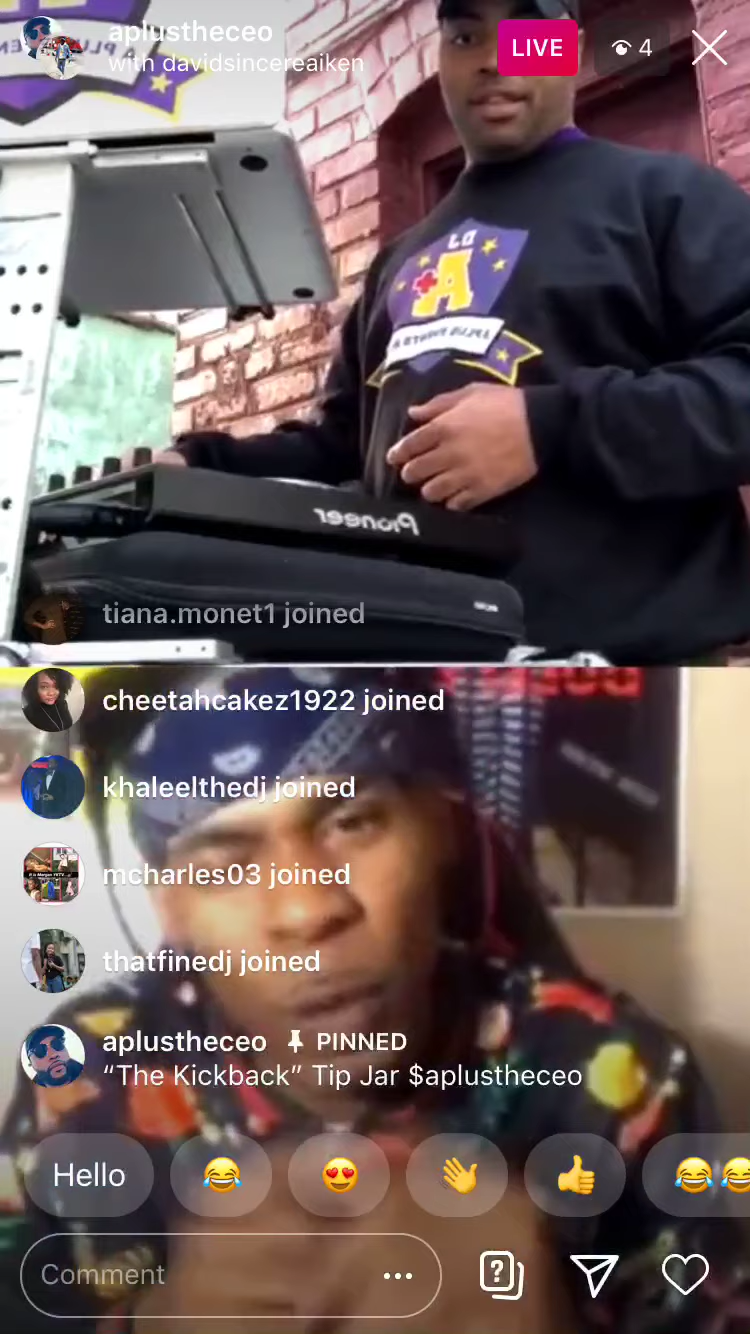 aplustheceo
with davidsincereaiken
LIVE
4
Pioneer
tiana.monet1 joined
cheetahcakez1922 joined
khaleelthedj joined
mcharles03 joined
thatfinedj joined
aplustheceo PINNED
“The Kickback” Tip Jar $aplustheceo
Hello 😂 😍 👋 👍 😂😂
Comment